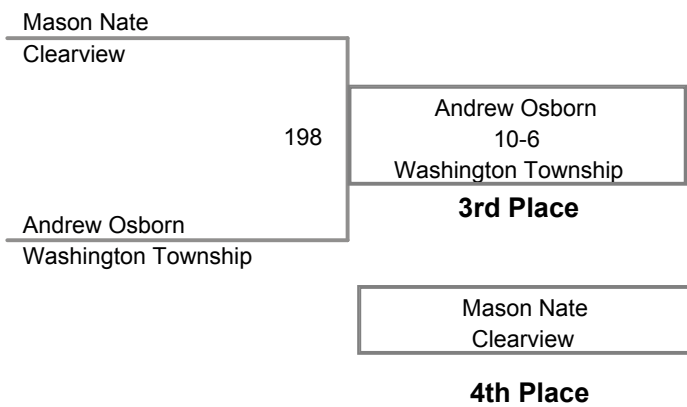 Mason Nate
Clearview
198
Andrew Osborn
10-6
Washington Township
3rd Place
Andrew Osborn
Washington Township
Mason Nate
Clearview
4th Place